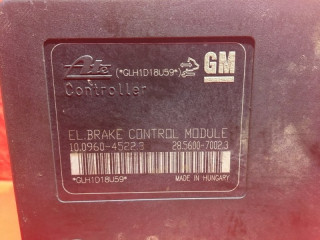 Ate (*GLH1D18U59*) GM
Controller
EL.BRAKE CONTROL MODULE
10.0960-4522.3 28.5600-7002.3
*GLH1D18U59* MADE IN HUNGARY